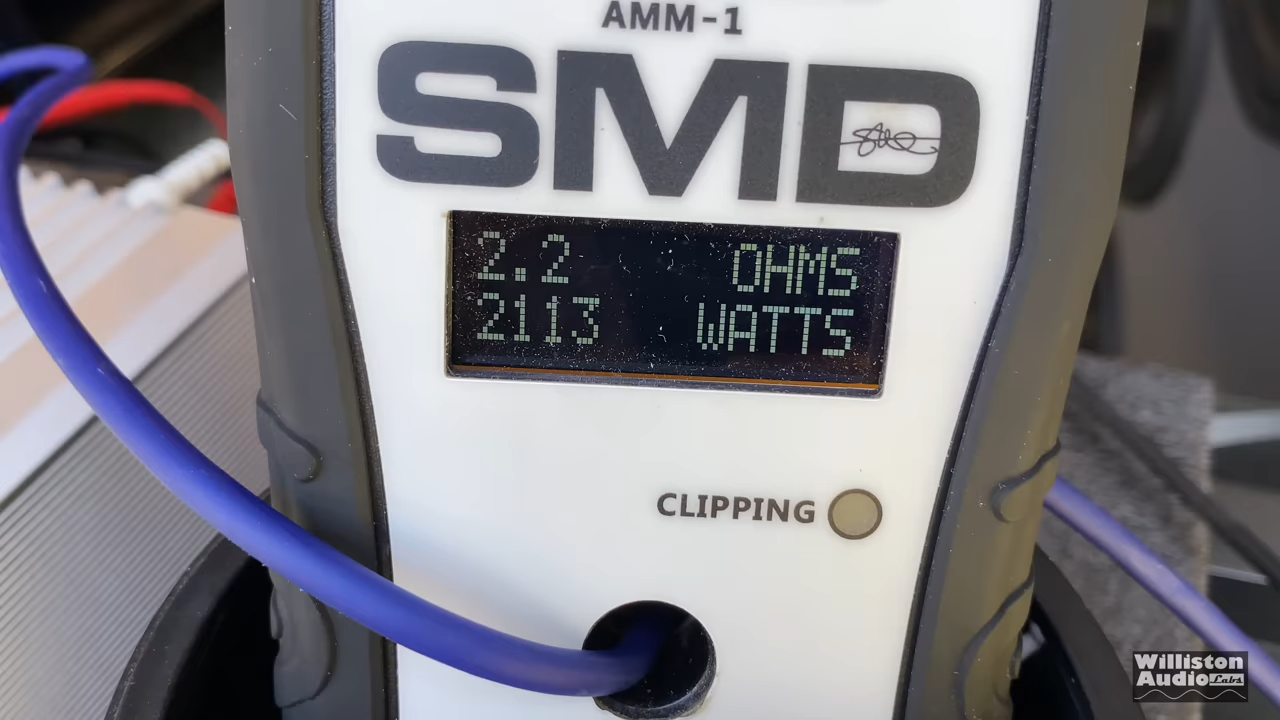 AMM-1
SMD
2.2 OHMS
2113 WATTS
CLIPPING
Williston
Audio Labs